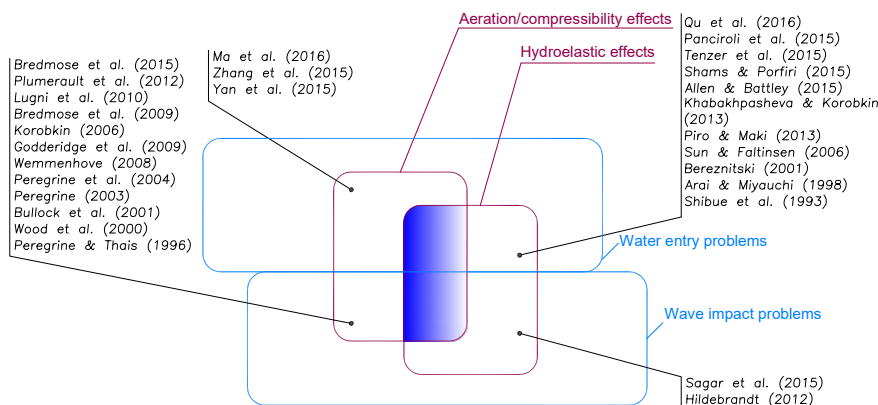 Aeration/compressibility effects
Hydroelastic effects
Bredmose et al. (2015)
Plumerault et al. (2012)
Lugni et al. (2010)
Bredmose et al. (2009)
Korobkin (2006)
Godderidge et al. (2009)
Wemmenhove (2008)
Peregrine et al. (2004)
Peregrine (2003)
Bullock et al. (2001)
Wood et al. (2000)
Peregrine & Thais (1996)
Ma et al. (2016)
Zhang et al. (2015)
Yan et al. (2015)
Qu et al. (2016)
Panciroli et al. (2015)
Tenzer et al. (2015)
Shams & Porfiri (2015)
Allen & Battley (2015)
Khabakhpasheva & Korobkin
(2013)
Piro & Maki (2013)
Sun & Faltinsen (2006)
Bereznitski (2001)
Arai & Miyauchi (1998)
Shibue et al. (1993)
Water entry problems
Wave impact problems
Sagar et al. (2015)
Hildebrandt (2012)